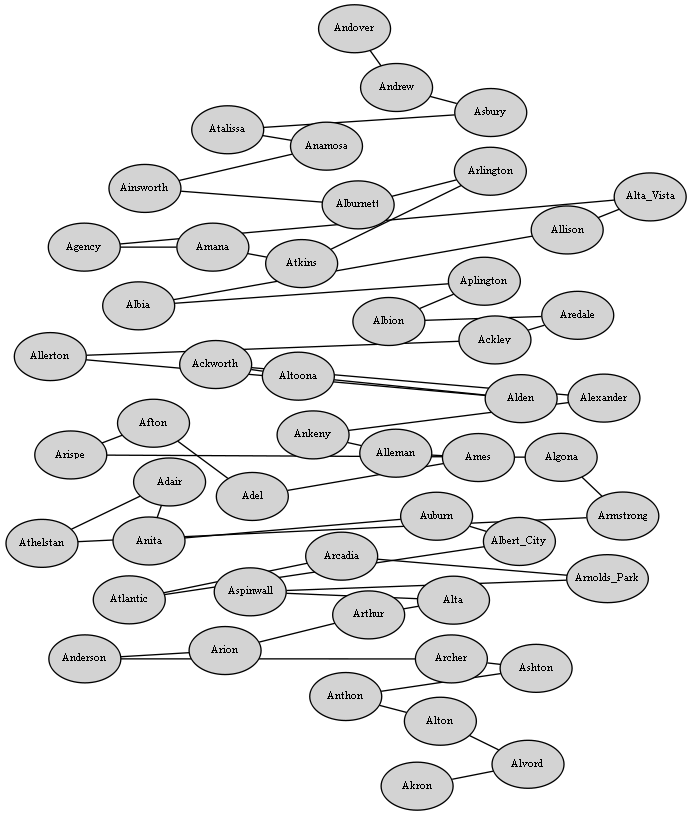 Andover
Andrew
Asbury
Atalissa
Anamosa
Arlington
Ainsworth
Alta_Vista
Alburnett
Allison
Agency
Amana
Atkins
Aplington
Albia
Aredale
Albion
Ackley
Allerton
Ackworth
Altoona
Alden
Alexander
Afton
Ankeny
Alleman
Arispe
Ames
Algona
Adair
Adel
Auburn
Armstrong
Athelstan
Anita
Albert_City
Arcadia
Arnolds_Park
Aspinwall
Atlantic
Alta
Arthur
Arion
Anderson
Archer
Ashton
Anthon
Alton
Alvord
Akron